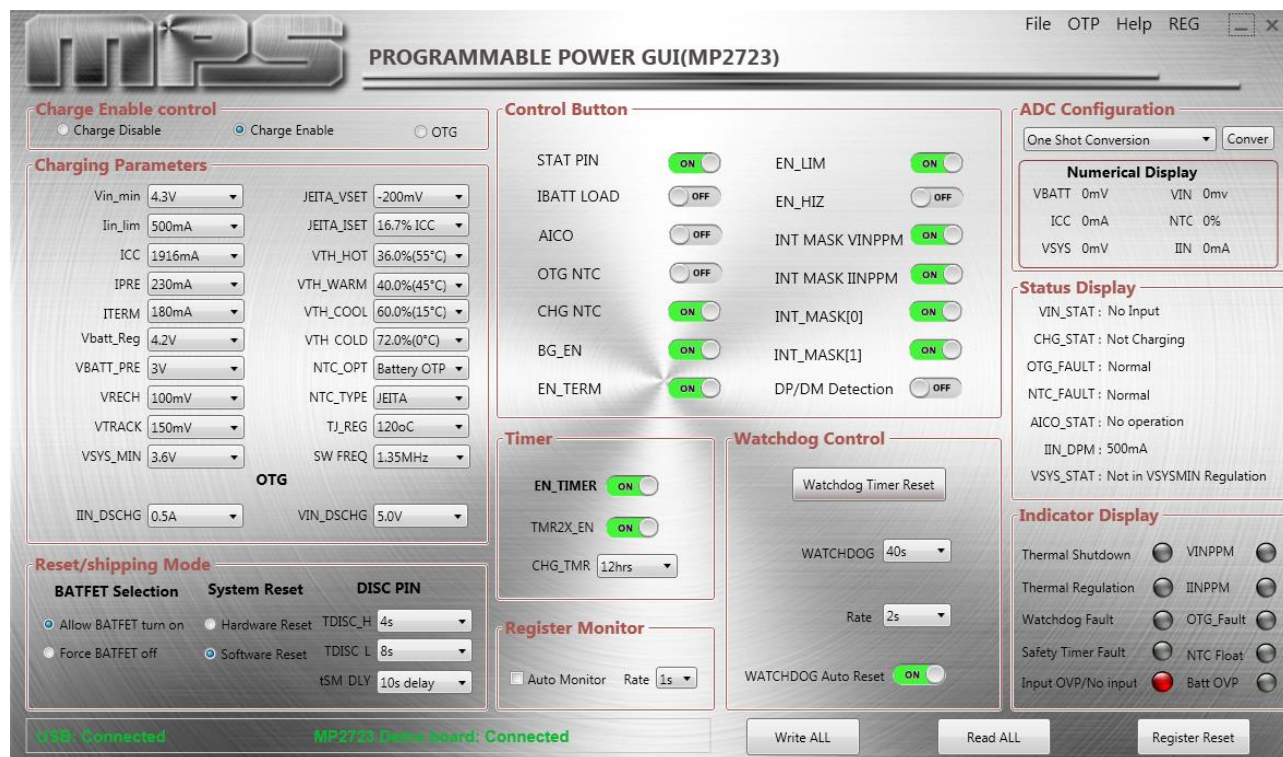 MPS
File OTP Help REG
PROGRAMMABLE POWER GUI(MP2723)
Charge Enable control
Charge Disable
Charge Enable
OTG
Charging Parameters
Vin_min 4.3V
JEITA_VSET -200mV
Iin_lim 500mA
JEITA_ISET 16.7% ICC
ICC 1916mA
VTH_HOT 36.0%(55°C)
IPRE 230mA
VTH_WARM 40.0%(45°C)
ITERM 180mA
VTH_COOL 60.0%(15°C)
Vbatt_Reg 4.2V
VTH COLD 72.0%(0°C)
VBATT_PRE 3V
NTC_OPT Battery OTP
VRECH 100mV
NTC_TYPE JEITA
VTRACK 150mV
TJ_REG 120oC
VSYS_MIN 3.6V
SW FREQ 1.35MHz
OTG
IIN_DSCHG 0.5A
VIN_DSCHG 5.0V
Reset/shipping Mode
BATFET Selection
System Reset
DISC PIN
Allow BATFET turn on
Hardware Reset
TDISC_H 4s
Force BATFET off
Software Reset
TDISC L 8s
tSM DLY 10s delay
Control Button
STAT PIN ON
EN_LIM ON
IBATT LOAD OFF
EN_HIZ OFF
AICO OFF
INT MASK VINPPM ON
OTG NTC OFF
INT MASK IINPPM ON
CHG NTC ON
INT_MASK[0] ON
BG_EN ON
INT_MASK[1] ON
EN_TERM ON
DP/DM Detection OFF
Timer
EN_TIMER ON
TMR2X_EN ON
CHG_TMR 12hrs
Register Monitor
Auto Monitor Rate 1s
Watchdog Control
Watchdog Timer Reset
WATCHDOG 40s
Rate 2s
WATCHDOG Auto Reset ON
ADC Configuration
One Shot Conversion Conver
Numerical Display
VBATT 0mV VIN 0mv
ICC 0mA NTC 0%
VSYS 0mV IIN 0mA
Status Display
VIN_STAT : No Input
CHG_STAT : Not Charging
OTG_FAULT : Normal
NTC_FAULT : Normal
AICO_STAT : No operation
IIN_DPM : 500mA
VSYS_STAT : Not in VSYSMIN Regulation
Indicator Display
Thermal Shutdown VINPPM
Thermal Regulation IINPPM
Watchdog Fault OTG_Fault
Safety Timer Fault NTC Float
Input OVP/No input Batt OVP
USB: Connected
MP2723 Demo board: Connected
Write ALL
Read ALL
Register Reset